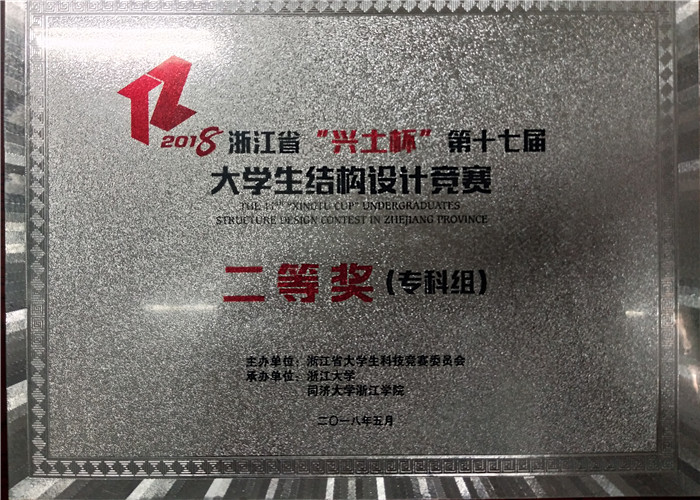 2018 浙江省“兴土杯”第十七届
大学生结构设计竞赛
THE 17TH "XINGTU CUP" UNDERGRADUATES
STRUCTURE DESIGN CONTEST IN ZHEJIANG PROVINCE
二等奖(专科组)
主办单位：浙江省大学生科技竞赛委员会
承办单位：浙江大学
同济大学浙江学院
二〇一八年五月